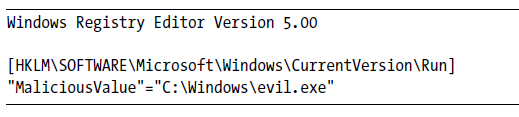 Windows Registry Editor Version 5.00
[HKLM\SOFTWARE\Microsoft\Windows\CurrentVersion\Run]
"MaliciousValue"="C:\Windows\evil.exe"